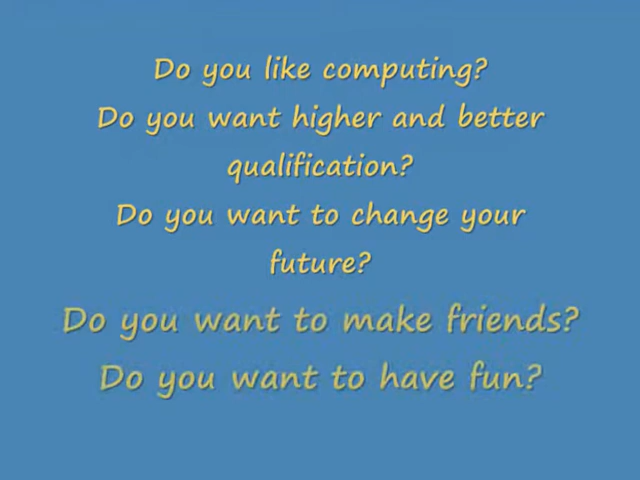 Do you like computing?
Do you want higher and better
qualification?
Do you want to change your
future?
Do you want to make friends?
Do you want to have fun?